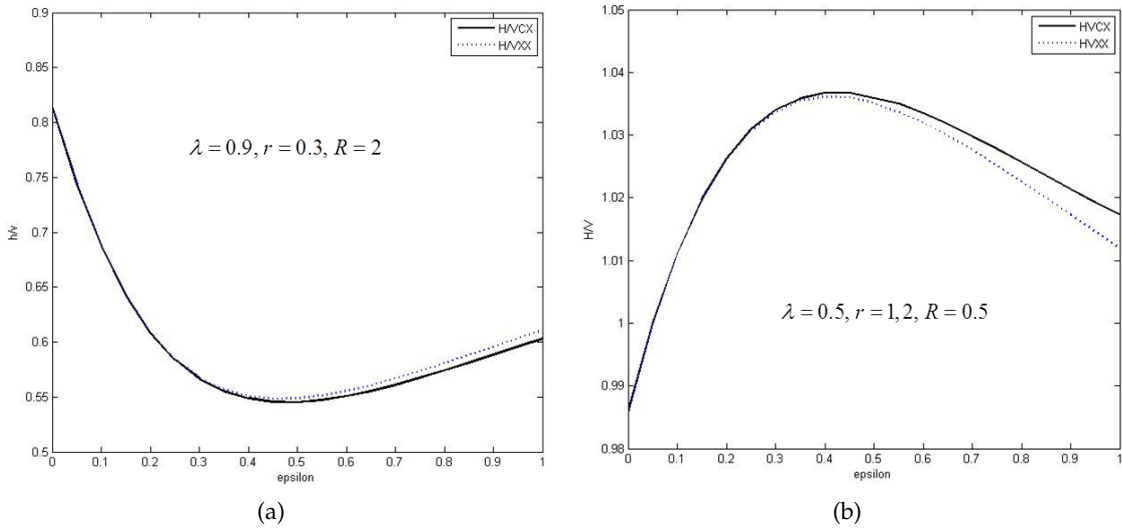 0.9
0.85
0.8
0.75
0.7
0.65
0.6
0.55
0.5
h/v
H/VCX
H/VXX
λ = 0.9, r = 0.3, R = 2
0 0.1 0.2 0.3 0.4 0.5 0.6 0.7 0.8 0.9 1
epsilon
(a)
1.05
1.04
1.03
1.02
1.01
1
0.99
0.98
H/V
H/VCX
H/VXX
λ = 0.5, r = 1,2, R = 0.5
0 0.1 0.2 0.3 0.4 0.5 0.6 0.7 0.8 0.9 1
epsilon
(b)